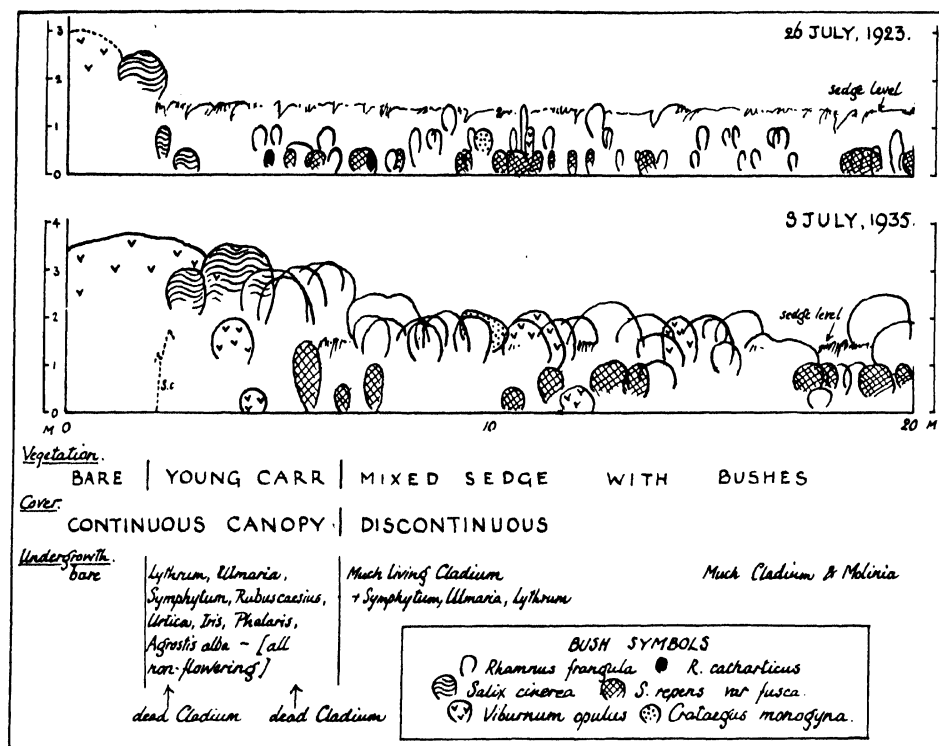 26 JULY, 1923.
3
2
1
0
sedge level
3 JULY, 1935.
4
3
2
1
0
sedge level
S.c
M 0 10 20 M
Vegetation.
BARE | YOUNG CARR | MIXED SEDGE WITH BUSHES
Cover.
CONTINUOUS CANOPY | DISCONTINUOUS
Undergrowth.
bare
Lythrum, Ulmaria,
Symphytum, Rubus caesius,
Urtica, Iris, Phalaris,
Agrostis alba - [all
non-flowering]
Much living Cladium
+ Symphytum, Ulmaria, Lythrum
Much Cladium & Molinia
dead Cladium dead Cladium
BUSH SYMBOLS
Rhamnus frangula R. catharticus
Salix cinerea S. repens var fusca.
Viburnum opulus Crataegus monogyna.